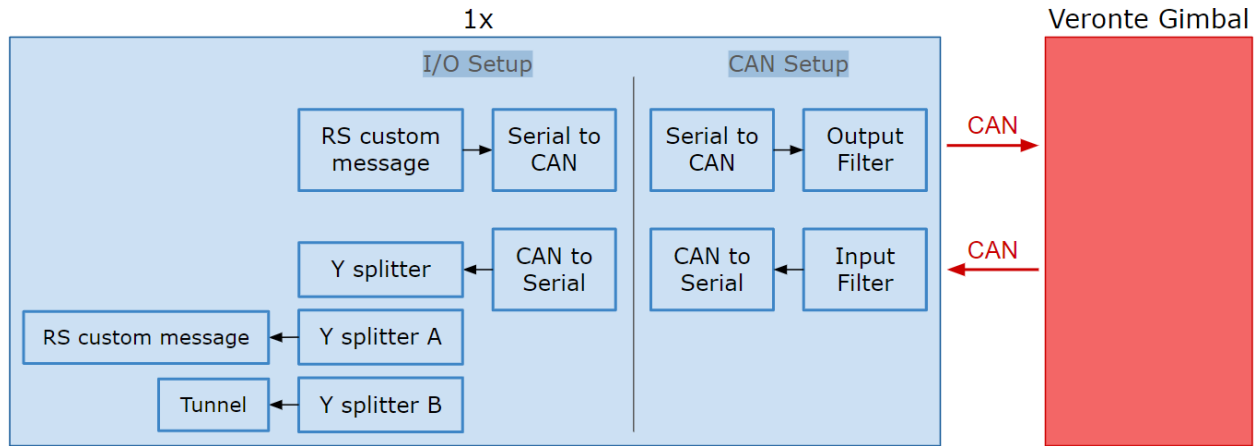 1x
Veronte Gimbal
I/O Setup
CAN Setup
RS custom
message
Serial to
CAN
Serial to
CAN
Output
Filter
CAN
Y splitter
CAN to
Serial
CAN to
Serial
Input
Filter
CAN
RS custom message
Y splitter A
Tunnel
Y splitter B